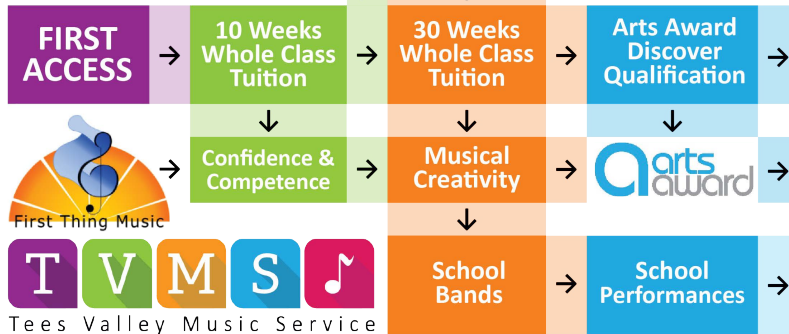 FIRST
ACCESS
10 Weeks
Whole Class
Tuition
30 Weeks
Whole Class
Tuition
Arts Award
Discover
Qualification
First Thing Music
Confidence &
Competence
Musical
Creativity
arts
award
TVMS
Tees Valley Music Service
School
Bands
School
Performances